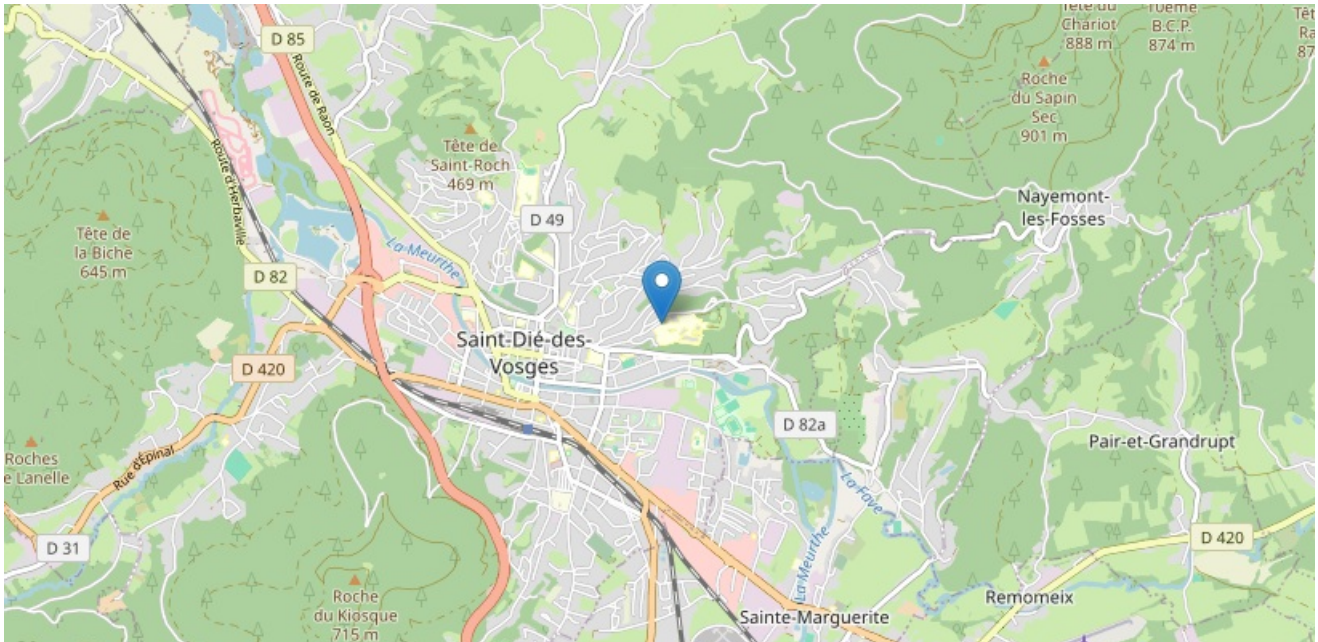 Tête du
Chariot
888 m
10ème
B.C.P.
874 m
D 85
Route de Raon
Roche
du Sapin
Sec
901 m
Tête de
Saint-Roch
469 m
Route d'Herbaville
Nayemont-
les-Fosses
D 49
Tête de
la Biche
645 m
La Meurthe
D 82
Saint-Dié-des-
Vosges
D 420
D 82a
Pair-et-Grandrupt
Roches
Lanelle
Rue d'Épinal
La Fave
D 31
D 420
La Meurthe
Roche
du Kiosque
715 m
Remomeix
Sainte-Marguerite